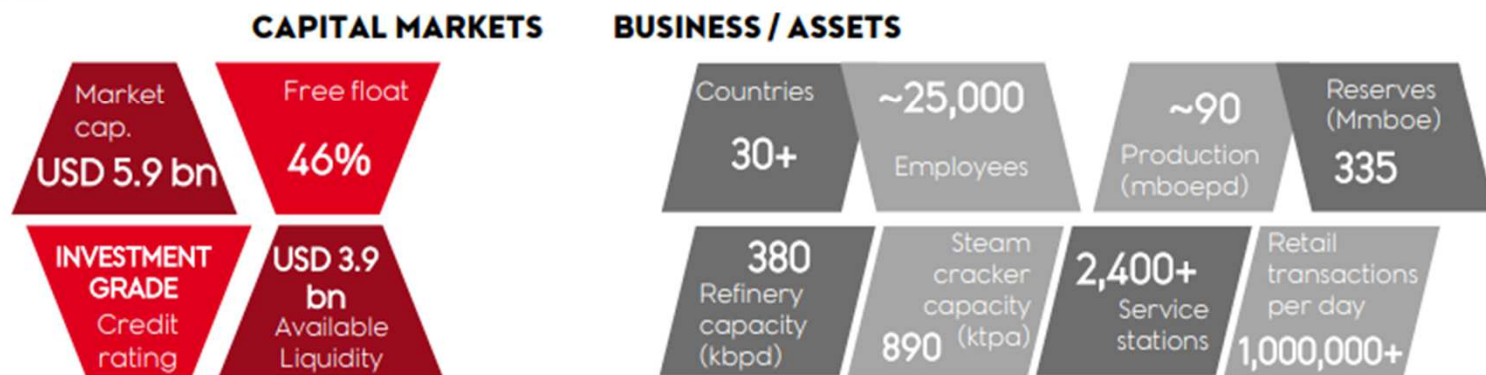 CAPITAL MARKETS
Market
cap.
USD 5.9 bn
Free float
46%
INVESTMENT
GRADE
Credit
rating
USD 3.9
bn
Available
Liquidity
BUSINESS / ASSETS
Countries
30+
~25,000
Employees
~90
Production
(mboepd)
Reserves
(Mmboe)
335
380
Refinery
capacity
(kbpd)
Steam
cracker
capacity
890 (ktpa)
2,400+
Service
stations
Retail
transactions
per day
1,000,000+